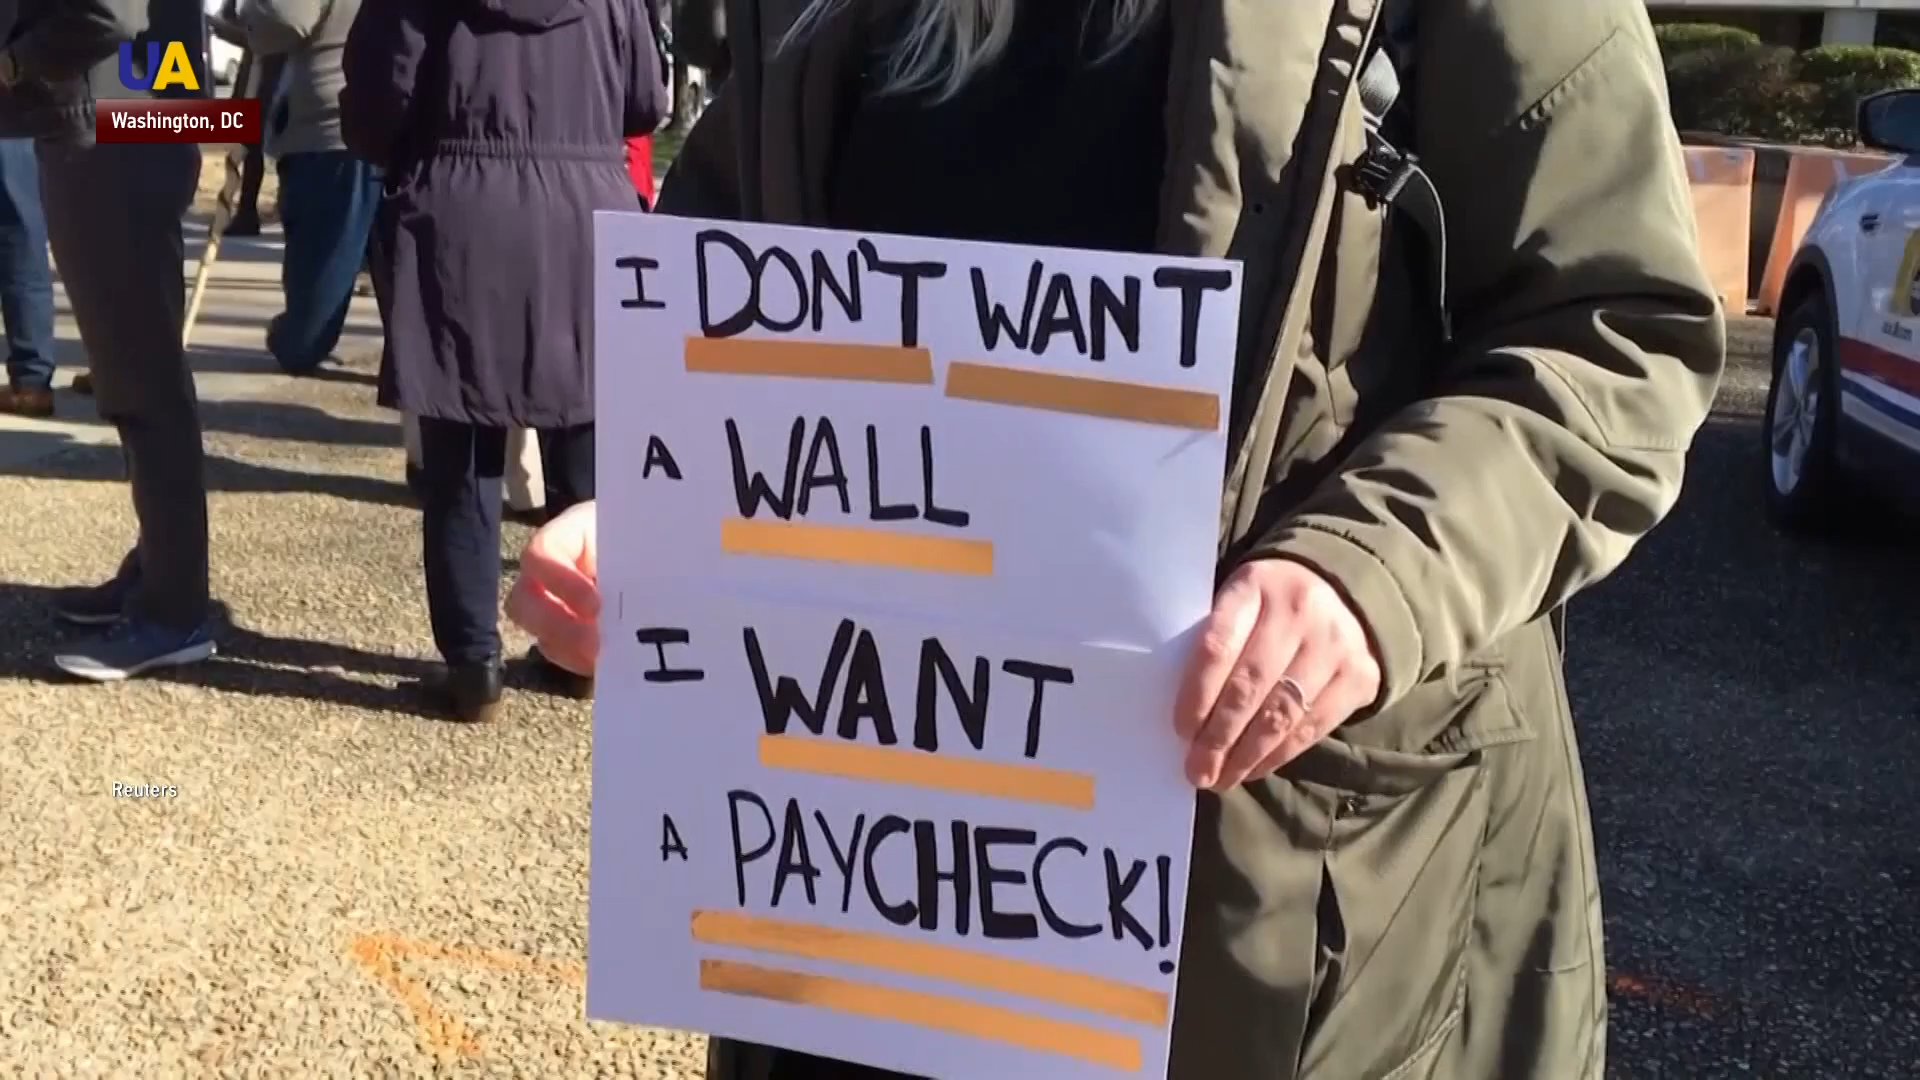 UA
Washington, DC
I DON'T WANT
A WALL
I WANT
A PAYCHECK!
Reuters